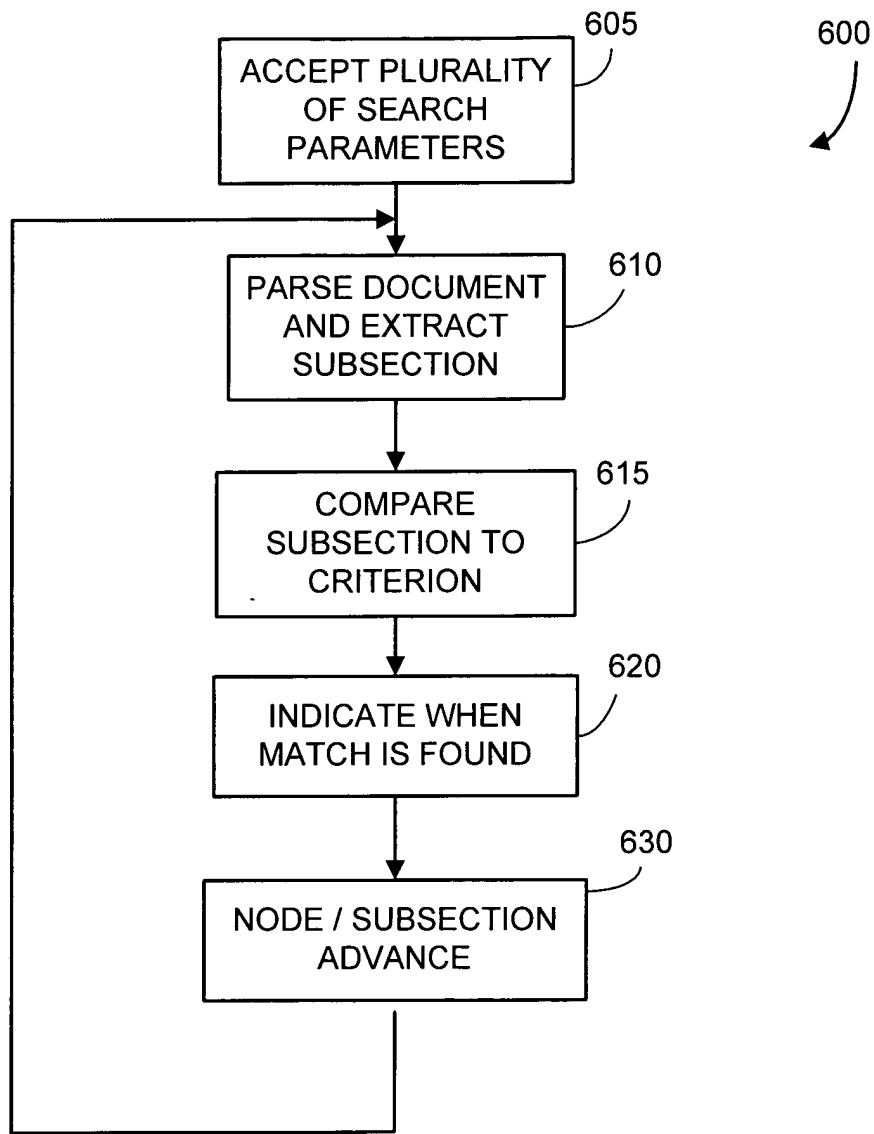 605
600
ACCEPT PLURALITY
OF SEARCH
PARAMETERS
610
PARSE DOCUMENT
AND EXTRACT
SUBSECTION
615
COMPARE
SUBSECTION TO
CRITERION
620
INDICATE WHEN
MATCH IS FOUND
630
NODE / SUBSECTION
ADVANCE